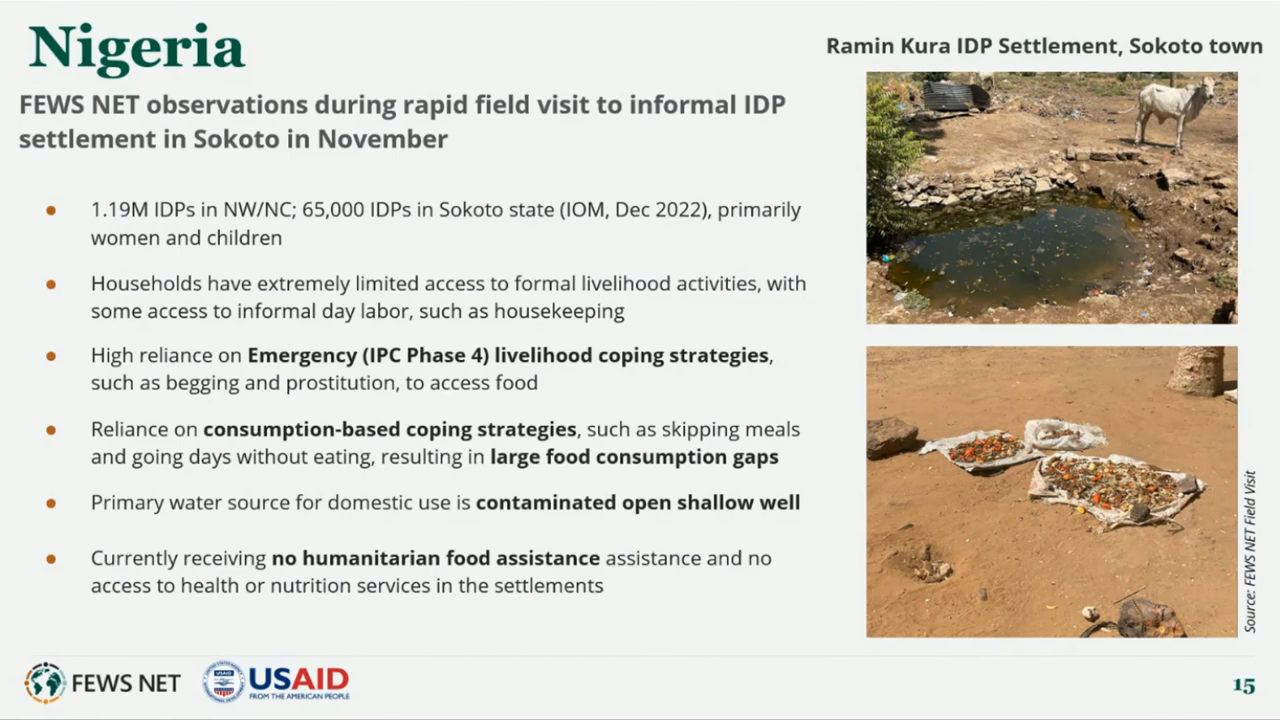 Nigeria
Ramin Kura IDP Settlement, Sokoto town
FEWS NET observations during rapid field visit to informal IDP
settlement in Sokoto in November
● 1.19M IDPs in NW/NC; 65,000 IDPs in Sokoto state (IOM, Dec 2022), primarily
women and children
● Households have extremely limited access to formal livelihood activities, with
some access to informal day labor, such as housekeeping
● High reliance on Emergency (IPC Phase 4) livelihood coping strategies,
such as begging and prostitution, to access food
● Reliance on consumption-based coping strategies, such as skipping meals
and going days without eating, resulting in large food consumption gaps
● Primary water source for domestic use is contaminated open shallow well
● Currently receiving no humanitarian food assistance assistance and no
access to health or nutrition services in the settlements
Source: FEWS NET Field Visit
FEWS NET
USAID
USAID
FROM THE AMERICAN PEOPLE
15